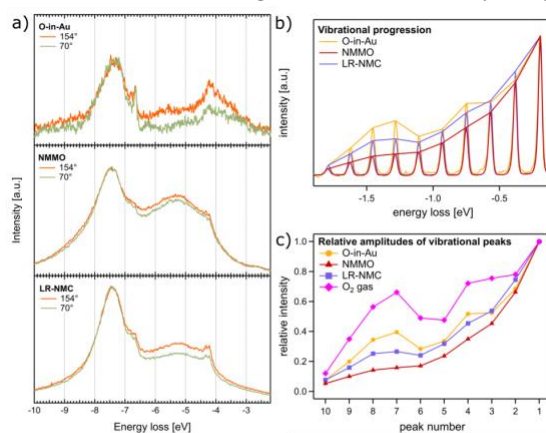 a)
O-in-Au
154°
70°
NMMO
154°
70°
LR-NMC
154°
70°
Intensity [a.u.]
-10 -9 -8 -7 -6 -5 -4 -3
Energy loss [eV]
b)
Vibrational progression
O-in-Au
NMMO
LR-NMC
intensity [a.u.]
-1.5 -1.0 -0.5
energy loss [eV]
c)
Relative amplitudes of vibrational peaks
O-in-Au
NMMO
LR-NMC
O₂ gas
relative intensity
1.0
0.8
0.6
0.4
0.2
0.0
10 9 8 7 6 5 4 3 2 1
peak number